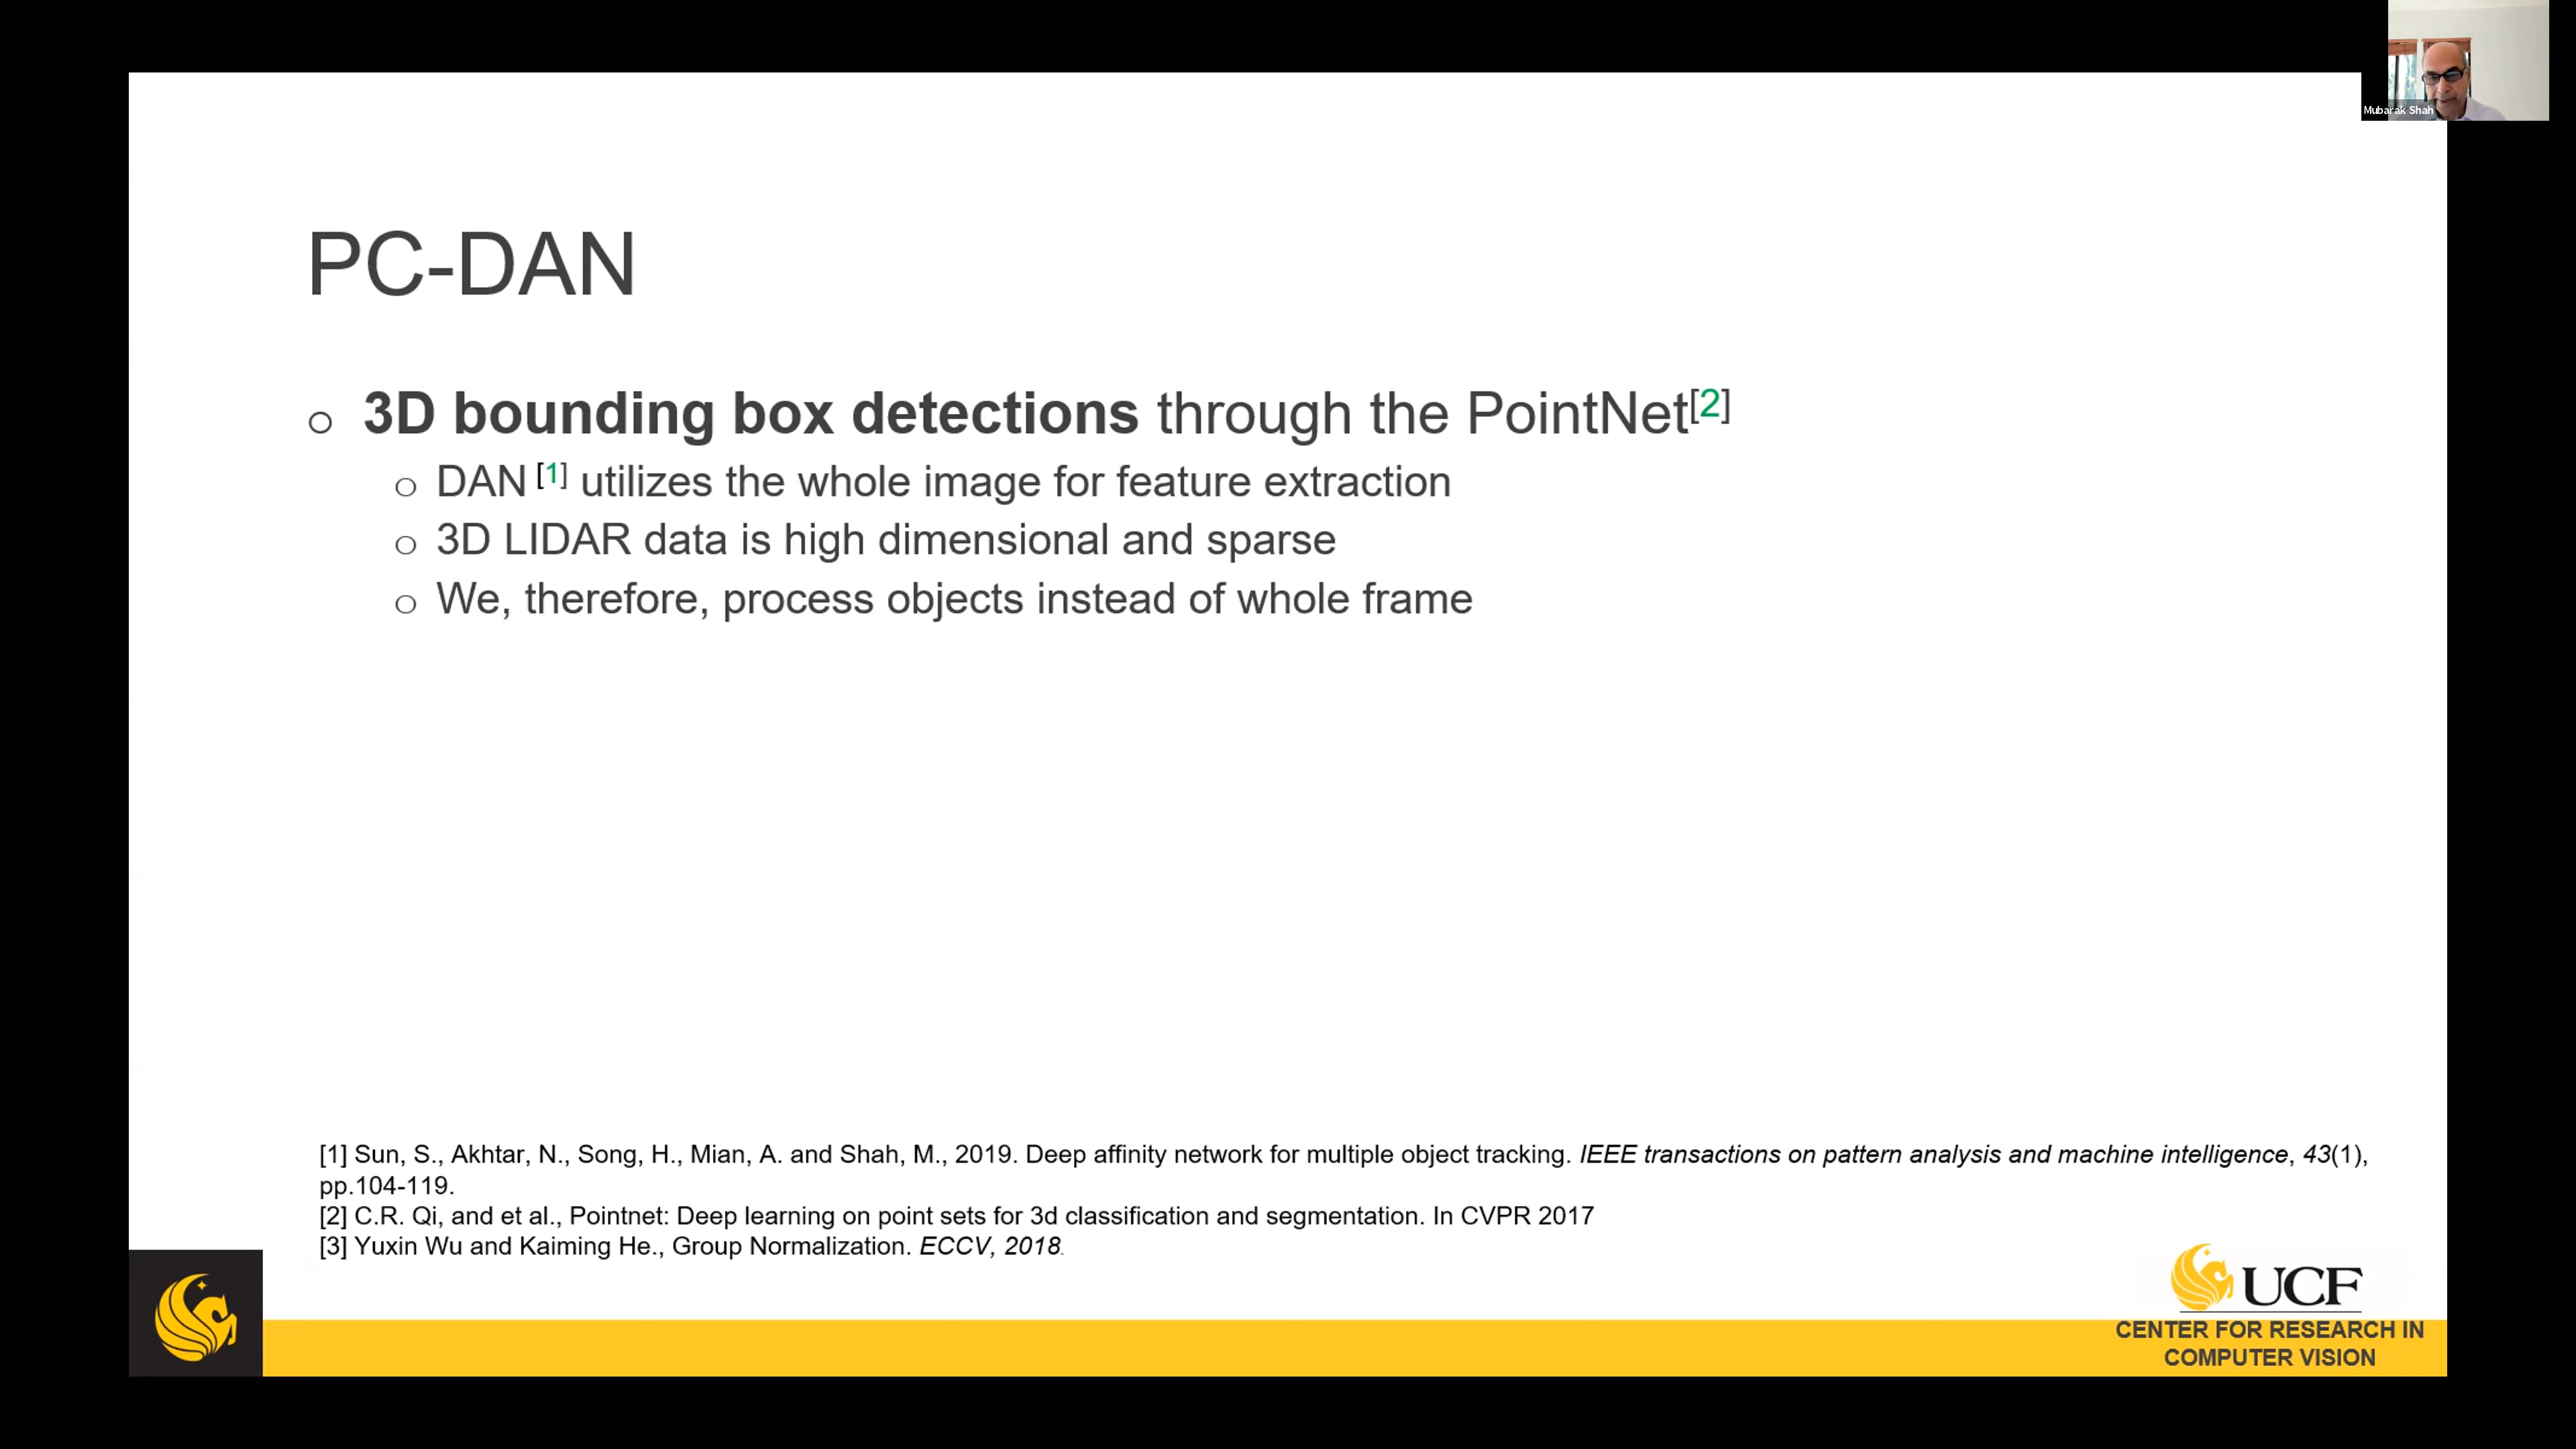 Mubarak Shah
PC-DAN
o 3D bounding box detections through the PointNet[2]
o DAN [1] utilizes the whole image for feature extraction
o 3D LIDAR data is high dimensional and sparse
o We, therefore, process objects instead of whole frame
[1] Sun, S., Akhtar, N., Song, H., Mian, A. and Shah, M., 2019. Deep affinity network for multiple object tracking. IEEE transactions on pattern analysis and machine intelligence, 43(1),
pp.104-119.
[2] C.R. Qi, and et al., Pointnet: Deep learning on point sets for 3d classification and segmentation. In CVPR 2017
[3] Yuxin Wu and Kaiming He., Group Normalization. ECCV, 2018.
UCF
CENTER FOR RESEARCH IN
COMPUTER VISION